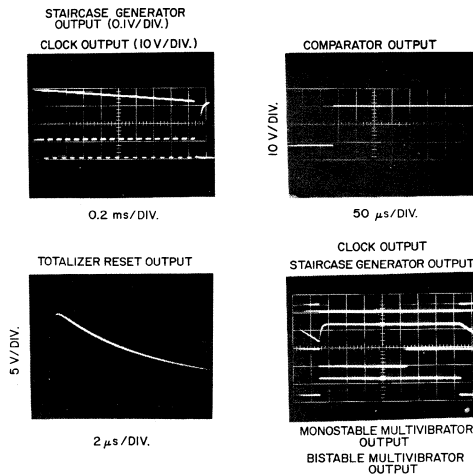 STAIRCASE GENERATOR
OUTPUT (0.1V/DIV.)
CLOCK OUTPUT (10 V/DIV.)
0.2 ms/DIV.
COMPARATOR OUTPUT
10 V/DIV.
50 μs/DIV.
TOTALIZER RESET OUTPUT
5 V/DIV.
2 μs/DIV.
CLOCK OUTPUT
STAIRCASE GENERATOR OUTPUT
MONOSTABLE MULTIVIBRATOR
OUTPUT
BISTABLE MULTIVIBRATOR
OUTPUT